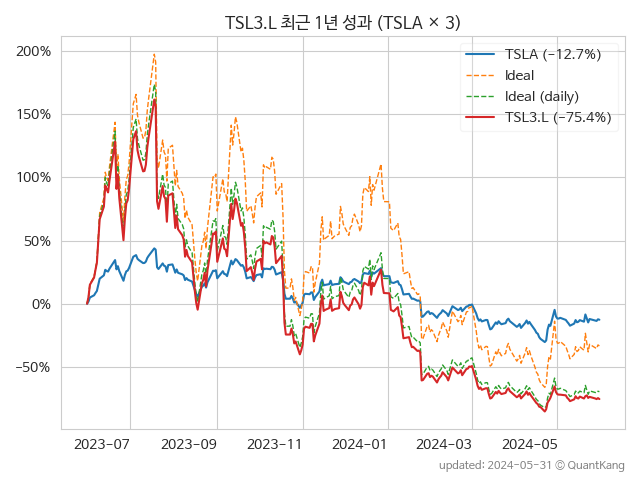 TSL3.L 최근 1년 성과 (TSLA × 3)
200%
150%
100%
50%
0%
−50%
TSLA (−12.7%)
Ideal
Ideal (daily)
TSL3.L (−75.4%)
2023-07 2023-09 2023-11 2024-01 2024-03 2024-05
updated: 2024-05-31 © QuantKang